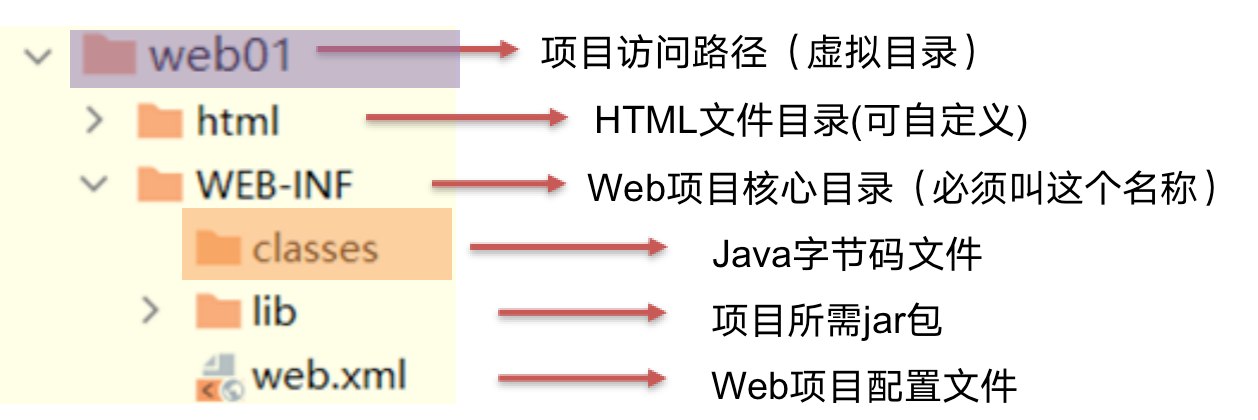 web01 项目访问路径（虚拟目录）
html HTML文件目录(可自定义)
WEB-INF Web项目核心目录（必须叫这个名称）
classes Java字节码文件
lib 项目所需jar包
web.xml Web项目配置文件